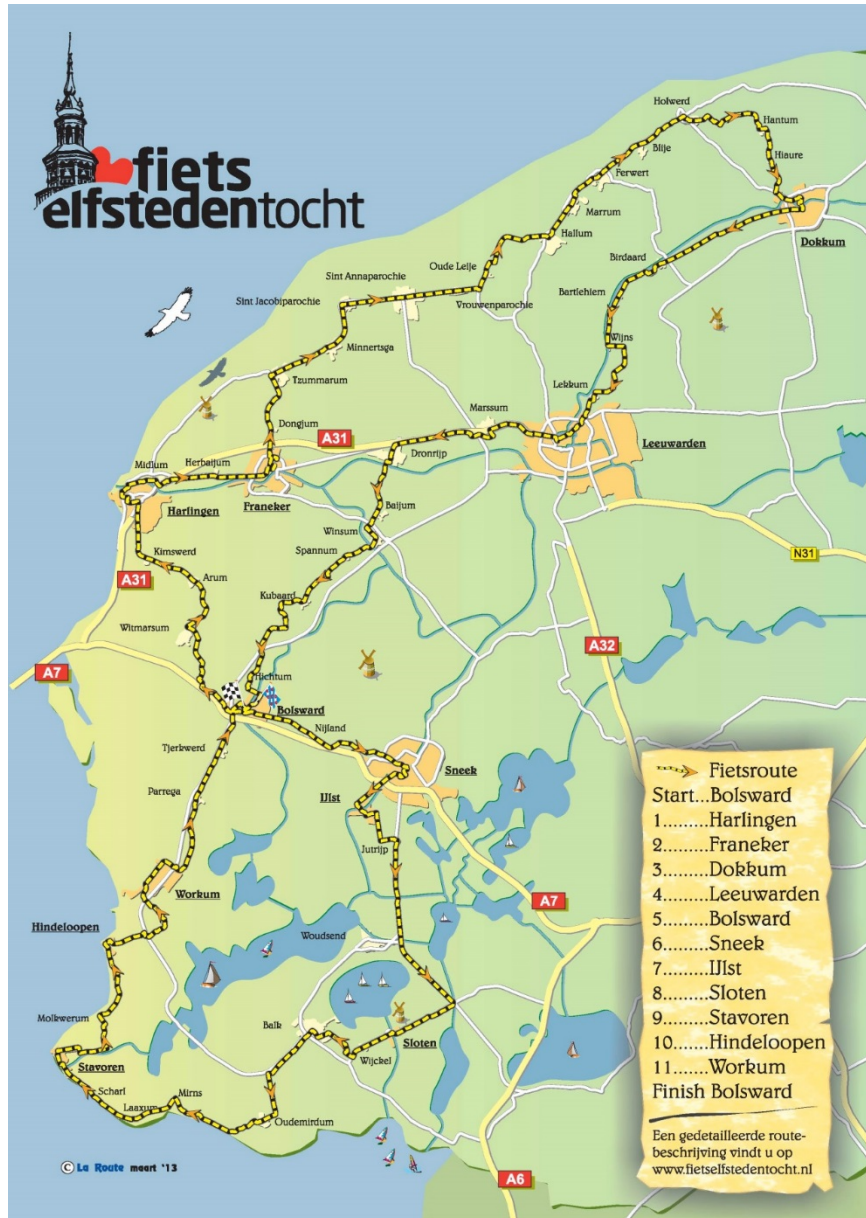 fiets
elfstedentocht
Holwerd
Hantum
Blije
Hiaure
Ferwert
Marrum
Hallum
Dokkum
Birdaard
Oude Leije
Sint Annaparochie
Bartlehiem
Sint Jacobiparochie
Vrouwenparochie
Wijns
Minnertsga
Tzummarum
Lekkum
Marssum
Dongjum
A31
Leeuwarden
Dronrijp
Midlum
Herbaijum
Baijum
Harlingen
Franeker
Winsum
Spannum
N31
Kimswerd
A31
Arum
Kubaard
Witmarsum
A32
A7
Hichtum
Bolsward
Nijland
Tjerkwerd
Sneek
Parrega
IJlst
Jutrijp
Workum
A7
Hindeloopen
Woudsend
Molkwerum
Balk
Sloten
Wijckel
Stavoren
Scharl
Laaxum
Mirns
Oudemirdum
A6
Fietsroute
Start...Bolsward
1.........Harlingen
2.........Franeker
3.........Dokkum
4.........Leeuwarden
5.........Bolsward
6.........Sneek
7.........IJlst
8.........Sloten
9.........Stavoren
10.......Hindeloopen
11.......Workum
Finish Bolsward
Een gedetailleerde route-
beschrijving vindt u op
www.fietselfstedentocht.nl
© La Route maart '13